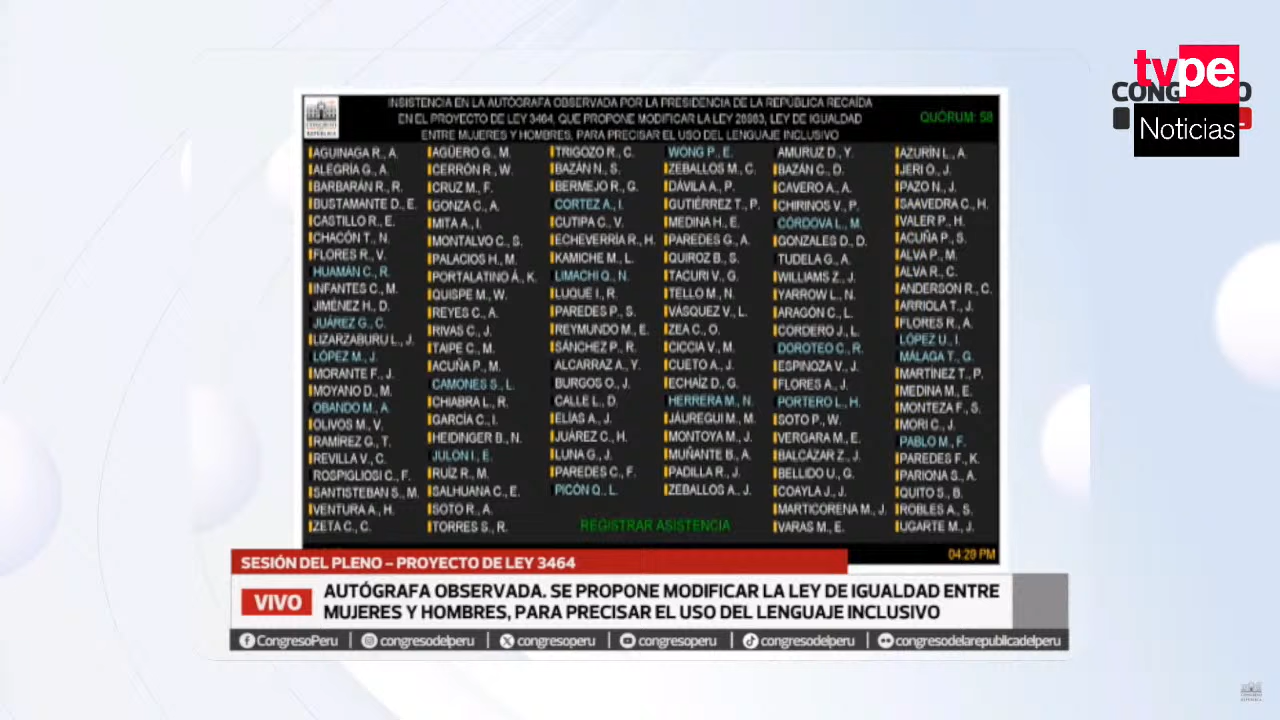 tvpe
Noticias
INSISTENCIA EN LA AUTÓGRAFA OBSERVADA POR LA PRESIDENCIA DE LA REPÚBLICA RECAÍDA
EN EL PROYECTO DE LEY 3464, QUE PROPONE MODIFICAR LA LEY 28983, LEY DE IGUALDAD
ENTRE MUJERES Y HOMBRES, PARA PRECISAR EL USO DEL LENGUAJE INCLUSIVO
QUÓRUM: 58
AGUINAGA R., A.
ALEGRÍA G., A.
BARBARÁN R., R.
BUSTAMANTE D., E.
CASTILLO R., E.
CHACÓN T., N.
FLORES R., V.
HUAMÁN C., R.
INFANTES C., M.
JIMÉNEZ H., D.
JUÁREZ G., C.
LIZARZABURU L., J.
LÓPEZ M., J.
MORANTE F., J.
MOYANO D., M.
OBANDO M., A.
OLIVOS M., V.
RAMÍREZ G., T.
REVILLA V., C.
ROSPIGLIOSI C., F.
SANTISTEBAN S., M.
VENTURA A., H.
ZETA C., C.
AGÜERO G., M.
CERRÓN R., W.
CRUZ M., F.
GONZA C., A.
MITA A., I.
MONTALVO C., S.
PALACIOS H., M.
PORTALATINO Á., K.
QUISPE M., W.
REYES C., A.
RIVAS C., J.
TAIPE C., M.
ACUÑA P., M.
CAMONES S., L.
CHIABRA L., R.
GARCÍA C., I.
HEIDINGER B., N.
JULON I., E.
RUÍZ R., M.
SALHUANA C., E.
SOTO R., A.
TORRES S., R.
TRIGOZO R., C.
BAZÁN N., S.
BERMEJO R., G.
CORTEZ A., I.
CUTIPA C., V.
ECHEVERRÍA R., H.
KAMICHE M., L.
LIMACHI Q., N.
LUQUE I., R.
PAREDES P., S.
REYMUNDO M., E.
SÁNCHEZ P., R.
ALCARRAZ A., Y.
BURGOS O., J.
CALLE L., D.
ELÍAS A., J.
JUÁREZ C., H.
LUNA G., J.
PAREDES C., F.
PICÓN Q., L.
WONG P., E.
ZEBALLOS M., C.
DÁVILA A., P.
GUTIÉRREZ T., P.
MEDINA H., E.
PAREDES G., A.
QUIROZ B., S.
TACURI V., G.
TELLO M., N.
VÁSQUEZ V., L.
ZEA C., O.
CICCIA V., M.
CUETO A., J.
ECHAÍZ D., G.
HERRERA M., N.
JÁUREGUI M., M.
MONTOYA M., J.
MUÑANTE B., A.
PADILLA R., J.
ZEBALLOS A., J.
AMURUZ D., Y.
BAZÁN C., D.
CAVERO A., A.
CHIRINOS V., P.
CÓRDOVA L., M.
GONZALES D., D.
TUDELA G., A.
WILLIAMS Z., J.
YARROW L., N.
ARAGÓN C., L.
CORDERO J., L.
DOROTEO C., R.
ESPINOZA V., J.
FLORES A., J.
PORTERO L., H.
SOTO P., W.
VERGARA M., E.
BALCÁZAR Z., J.
BELLIDO U., G.
COAYLA J., J.
MARTICORENA M., J.
VARAS M., E.
AZURÍN L., A.
JERI O., J.
PAZO N., J.
SAAVEDRA C., H.
VALER P., H.
ACUÑA P., S.
ALVA P., M.
ALVA R., C.
ANDERSON R., C.
ARRIOLA T., J.
FLORES R., A.
LÓPEZ U., I.
MÁLAGA T., G.
MARTÍNEZ T., P.
MEDINA M., E.
MONTEZA F., S.
MORI C., J.
PABLO M., F.
PAREDES F., K.
PARIONA S., A.
QUITO S., B.
ROBLES A., S.
UGARTE M., J.
REGISTRAR ASISTENCIA
04:20 PM
SESIÓN DEL PLENO – PROYECTO DE LEY 3464
VIVO
AUTÓGRAFA OBSERVADA. SE PROPONE MODIFICAR LA LEY DE IGUALDAD ENTRE
MUJERES Y HOMBRES, PARA PRECISAR EL USO DEL LENGUAJE INCLUSIVO
CongresoPeru | congresodelperu | congresoperu | congresoperu | congresodelperu | congresodelarepublicadelperu